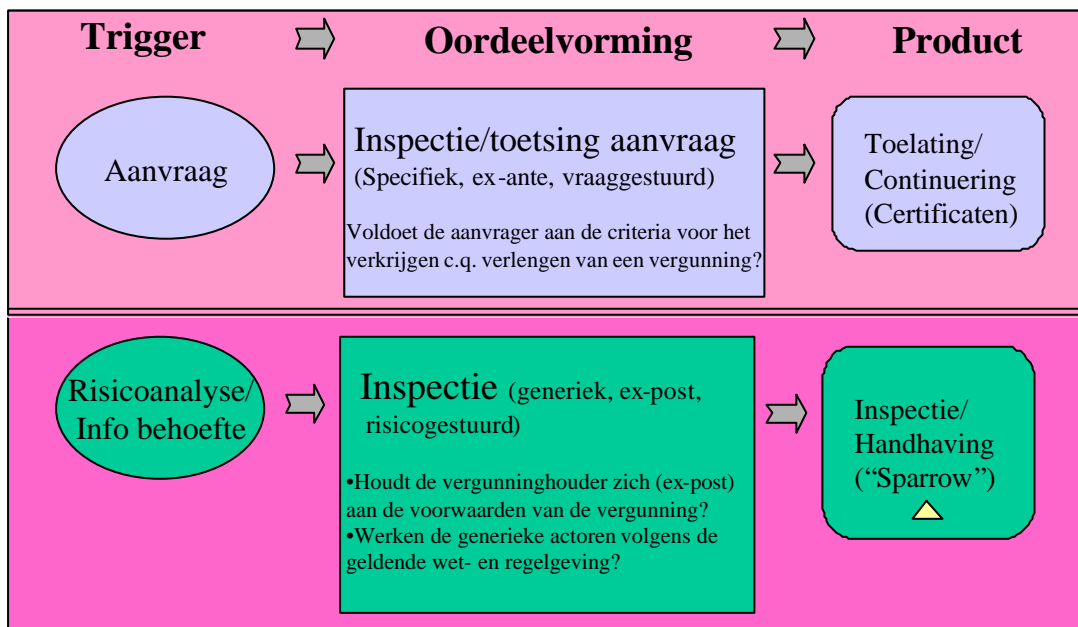 Trigger
Oordeelvorming
Product
Aanvraag
Inspectie/toetsing aanvraag
(Specifiek, ex-ante, vraaggestuurd)
Voldoet de aanvrager aan de criteria voor het
verkrijgen c.q. verlengen van een vergunning?
Toelating/
Continuering
(Certificaten)
Risicoanalyse/
Info behoefte
Inspectie (generiek, ex-post,
risicogestuurd)
•Houdt de vergunninghouder zich (ex-post)
aan de voorwaarden van de vergunning?
•Werken de generieke actoren volgens de
geldende wet- en regelgeving?
Inspectie/
Handhaving
(“Sparrow”)